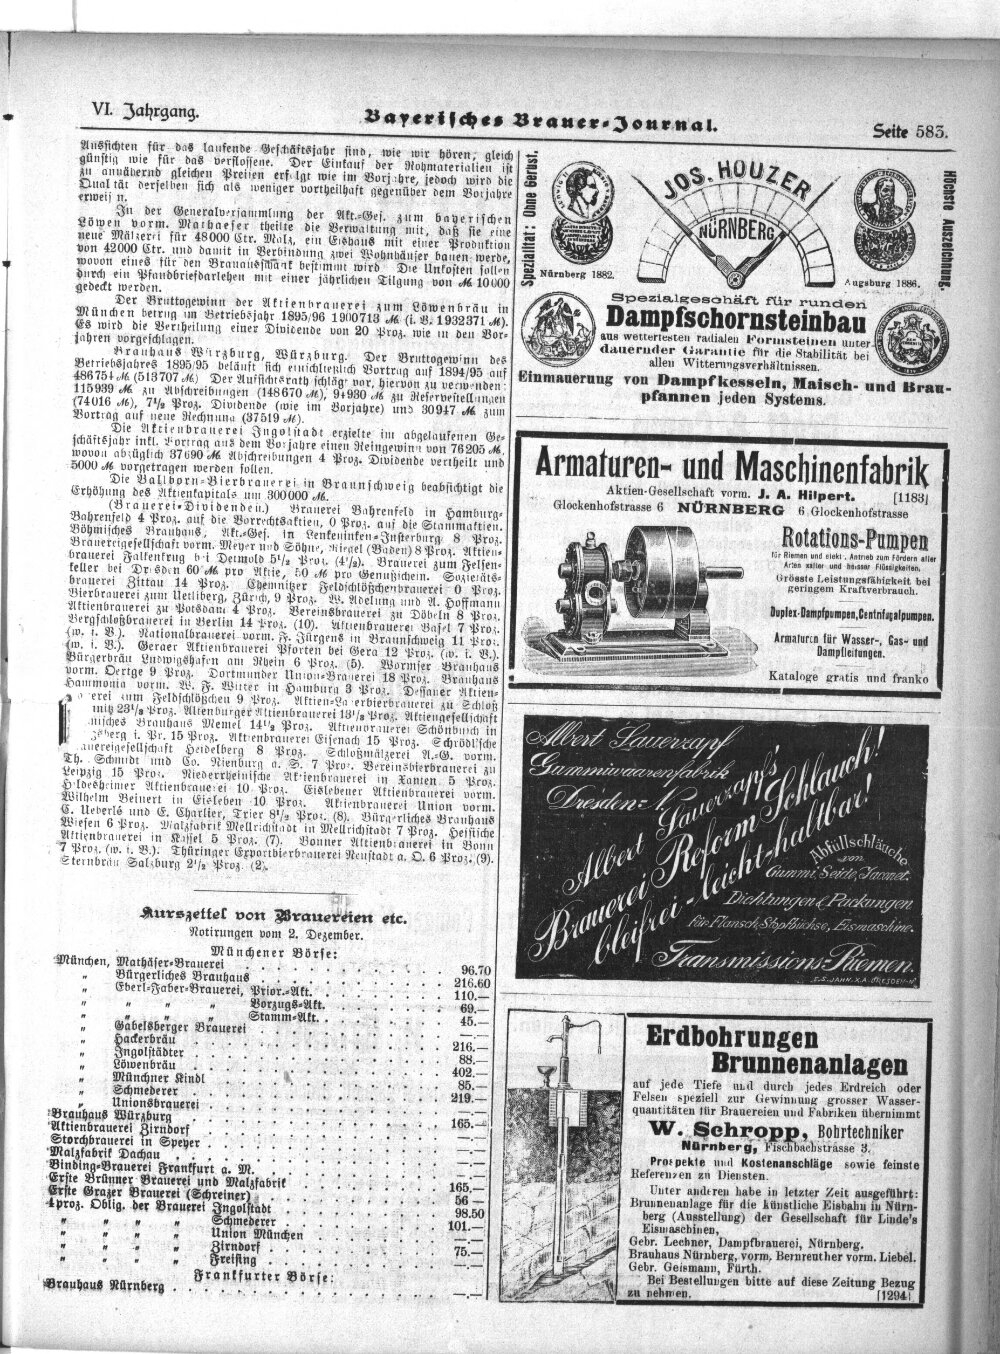 VI. Jahrgang.
Bayerisches Brauer-Journal.
Seite 583.
Aussichten für das laufende Geschäftsjahr sind, wie wir hören, gleich
günstig wie für das verflossene. Der Einkauf der Rohmaterialien ist
zu annähernd gleichen Preisen erfolgt wie im Vorjahre, jedoch wird die
Qualität derselben sich als weniger vortheilhaft gegenüber dem Vorjahre
erweisen.
In der Generalversammlung der Akt.-Ges. zum bayerischen
Löwen vorm. Mathaeser theilte die Verwaltung mit, daß sie eine
neue Mälzerei für 48000 Ctr. Malz, ein Eishaus mit einer Produktion
von 42000 Ctr. und damit in Verbindung zwei Wohnhäuser bauen werde,
wovon eines für den Branausschank bestimmt wird. Die Unkosten sollen
durch ein Pfandbriefdarlehen mit einer jährlichen Tilgung von M 10000
gedeckt werden.
Der Bruttogewinn der Aktienbrauerei zum Löwenbräu in
München betrug im Betriebsjahr 1895/96 1900713 M (i. V. 1932371 M).
Es wird die Vertheilung einer Dividende von 20 Proz. wie in den Vor-
jahren vorgeschlagen.
Brauhaus Würzburg, Würzburg. Der Bruttogewinn des
Betriebsjahres 1895/95 beläuft sich einschließlich Vortrag auf 1894/95 auf
486754 M (513707 M). Der Aufsichtsrath schlägt vor, hiervon zu verwenden:
115939 M zu Abschreibungen (148670 M), 94930 M zu Reservestellungen
(74016 M), 7½ Proz. Dividende (wie im Vorjahre) und 30947 M zum
Vortrag auf neue Rechnung (37519 M).
Die Aktienbrauerei Ingolstadt erzielte im abgelaufenen Ge-
schäftsjahr inkl. Vortrag aus dem Vorjahre einen Reingewinn von 76205 M,
wovon abzüglich 37690 M Abschreibungen 4 Proz. Dividende vertheilt und
5000 M vorgetragen werden sollen.
Die Ballhorn-Bierbrauerei in Braunschweig beabsichtigt die
Erhöhung des Aktienkapitals um 300000 M.
(Brauerei-Dividenden.) Brauerei Bahrenfeld in Hamburg-
Bahrenfeld 4 Proz. auf die Vorrechtsaktien, 0 Proz. auf die Stammaktien.
Böhmisches Brauhaus, Akt.-Ges. in Lenkeninken-Insterburg 8 Proz.
Brauereigesellschaft vorm. Meyer und Söhne, Riegel (Baden) 8 Proz. Aktien-
brauerei Falkenkrug bei Detmold 5½ Proz. (4½). Brauerei zum Felsen-
keller bei Dresden 60 M pro Aktie, 50 M pro Genußschein. Sozietäts-
brauerei Zittau 14 Proz. Chemnitzer Feldschlößchenbrauerei 0 Proz.
Bierbrauerei zum Uetliberg, Zürich, 9 Proz. W. Adelung und A. Hoffmann
Aktienbrauerei zu Potsdam 4 Proz. Vereinsbrauerei zu Döbeln 8 Proz.
Bergschloßbrauerei in Berlin 14 Proz. (10). Aktienbrauerei Basel 7 Proz.
(w. i. V.). Nationalbrauerei vorm. F. Jürgens in Braunschweig 11 Proz.
(w. i. V.). Geraer Aktienbrauerei Pforten bei Gera 12 Proz. (w. i. V.).
Bürgerbräu Ludwigshafen am Rhein 6 Proz. (5). Wormser Brauhaus
vorm. Oertge 9 Proz. Dortmunder Union-Brauerei 18 Proz. Brauhaus
Hammonia vorm. W. F. Witter in Hamburg 3 Proz. Dessauer Aktien-
erei zum Feldschlößchen 9 Proz. Aktien-Lagerbierbrauerei zu Schloß
mnitz 23½ Proz. Altenburger Aktienbrauerei 13½ Proz. Aktiengesellschaft
misches Brauhaus Memel 14½ Proz. Aktienbrauerei Schönbusch in
gsberg i. Pr. 15 Proz. Aktienbrauerei Eisenach 15 Proz. Schrödlsche
auereigesellschaft Heidelberg 8 Proz. Schloßmälzerei A.-G. vorm.
Th. Schmidt und Co. Nienburg a. S. 7 Proz. Vereinsbierbrauerei zu
Leipzig 15 Proz. Niederrheinische Aktienbrauerei in Xanten 5 Proz.
Hildesheimer Aktienbrauerei 10 Proz. Eislebener Aktienbrauerei vorm.
Wilhelm Beinert in Eisleben 10 Proz. Aktienbrauerei Union vorm.
C. Ueberlé und E. Charlier, Trier 8½ Proz. (8). Bürgerliches Brauhaus
Wiesen 6 Proz. Malzfabrik Mellrichstadt in Mellrichstadt 7 Proz. Hessische
Aktienbrauerei in Kassel 5 Proz. (7). Bonner Aktienbrauerei in Bonn
7 Proz. (w. i. V.). Thüringer Exportbierbrauerei Neustadt a. O. 6 Proz. (9).
Sternbräu Salzburg 2½ Proz. (2).
Kurszettel von Brauereien etc.
Notirungen vom 2. Dezember.
Münchener Börse:
München, Mathäser-Brauerei 96.70
„ Bürgerliches Brauhaus 216.60
„ Eberl-Faber-Brauerei, Prior.-Akt. 110.—
„ „ „ „ Vorzugs-Akt. 69.—
„ „ „ „ Stamm-Akt. 45.—
„ Gabelsberger Brauerei
„ Hackerbräu 216.—
„ Ingolstädter 88.—
„ Löwenbräu 402.—
„ Münchner Kindl 85.—
„ Schmederer 219.—
„ Unionsbrauerei —.—
Brauhaus Würzburg 165.—
Aktienbrauerei Zirndorf —.—
Storchbrauerei in Speyer
Malzfabrik Dachau —.—
Binding-Brauerei Frankfurt a. M.
Erste Brünner Brauerei und Malzfabrik 165.—
Erste Grazer Brauerei (Schreiner) 56 —
4proz. Oblig. der Brauerei Ingolstadt 98.50
„ „ „ „ Schmederer 101.—
„ „ „ „ Union München —.—
„ „ „ „ Zirndorf 75.—
„ „ „ „ Freising —.—
Frankfurter Börse:
Brauhaus Nürnberg —.—
Spezialität: Ohne Gerüst.
JOS. HOUZER
NÜRNBERG
Höchste Auszeichnung.
Nürnberg 1882.
Augsburg 1886.
Spezialgeschäft für runden
Dampfschornsteinbau
aus wetterfesten radialen Formsteinen unter
dauernder Garantie für die Stabilität bei
allen Witterungsverhältnissen.
Einmauerung von Dampfkesseln, Maisch- und Brau-
pfannen jeden Systems.
Armaturen- und Maschinenfabrik
Aktien-Gesellschaft vorm. J. A. Hilpert. [1183]
Glockenhofstrasse 6 NÜRNBERG 6 Glockenhofstrasse
Rotations-Pumpen
für Riemen und elektr. Antrieb zum Fördern aller
Arten kalter und heisser Flüssigkeiten.
Grösste Leistungsfähigkeit bei
geringem Kraftverbrauch.
Duplex-Dampfpumpen, Centrifugalpumpen.
Armaturen für Wasser-, Gas- und
Dampfleitungen.
Kataloge gratis und franko
Albert Sauerzapf
Gummiwaarenfabrik
Dresden-N.
Albert Sauerzapf's
Brauerei Reform Schlauch!
bleifrei - leicht - haltbar!
Abfüllschläuche
von
Gummi, Seide, Jaconet.
Dichtungen & Packungen
für Flansch, Stopfbüchse, Eismaschine.
Transmissions-Riemen.
F.S. JAHN. X.A. DRESDEN-N.
Erdbohrungen
Brunnenanlagen
auf jede Tiefe und durch jedes Erdreich oder
Felsen speziell zur Gewinnung grosser Wasser-
quantitäten für Brauereien und Fabriken übernimmt
W. Schropp, Bohrtechniker
Nürnberg, Fischbachstrasse 3.
Prospekte und Kostenanschläge sowie feinste
Referenzen zu Diensten.
Unter anderen habe in letzter Zeit ausgeführt:
Brunnenanlage für die künstliche Eisbahn in Nürn-
berg (Ausstellung) der Gesellschaft für Linde's
Eismaschinen,
Gebr. Lechner, Dampfbrauerei, Nürnberg.
Brauhaus Nürnberg, vorm. Bernreuther vorm. Liebel.
Gebr. Geismann, Fürth.
Bei Bestellungen bitte auf diese Zeitung Bezug
zu nehmen. [1294]